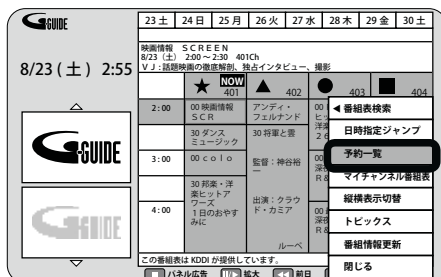 G-GUIDE
23 土 24 日 25 月 26 火 27 水 28 木 29 金 30 土
映画情報 SCREEN
8/23 (土) 2:00～2:30 401Ch
VJ:話題映画の徹底解剖、独占インタビュー、撮影
8/23 ( 土 ) 2:55
NOW
401 402 403 404
2:00
00 映画情報
SCR
30 ダンス
ミュージック
アンディ・
フェルナンド
30 将軍と雲
3:00
00 colo
30 邦楽・洋
楽ヒットア
ワーズ
1日のおやす
みに
監督:神谷裕
一
4:00
出演:クラウ
ド・カミア
ルーベ
G-GUIDE
G-GUIDE
番組表検索
日時指定ジャンプ
予約一覧
マイチャンネル番組表
縦横表示切替
トピックス
番組情報更新
閉じる
この番組表は KDDI が提供しています。
パネル広告 拡大 前日